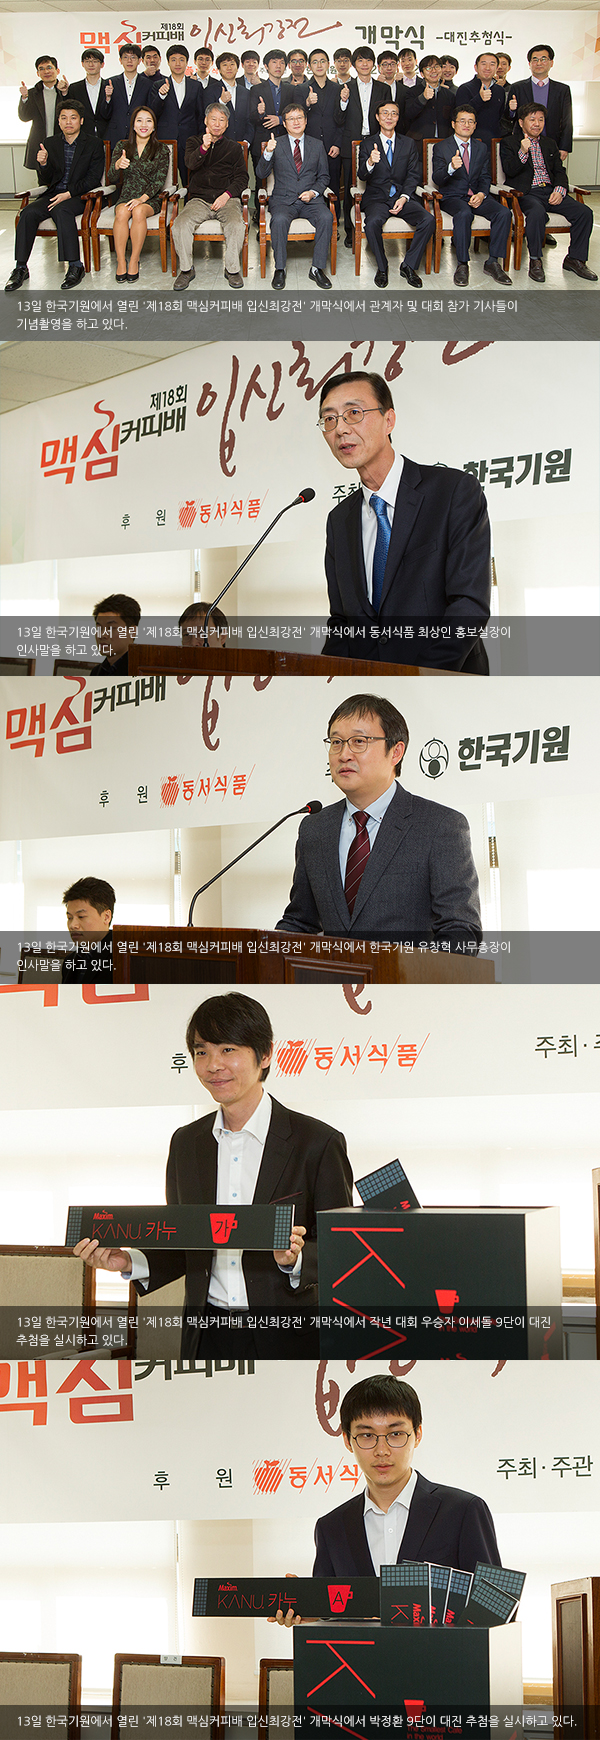 제18회
맥심커피배 입신최강전 개막식 -대진추첨식-
13일 한국기원에서 열린 '제18회 맥심커피배 입신최강전' 개막식에서 관계자 및 대회 참가 기사들이
기념촬영을 하고 있다.
제18회
맥심커피배 입신최강전
후 원 동서식품 주최
한국기원
13일 한국기원에서 열린 '제18회 맥심커피배 입신최강전' 개막식에서 동서식품 최상인 홍보실장이
인사말을 하고 있다.
맥심커피배
후 원 동서식품
한국기원
13일 한국기원에서 열린 '제18회 맥심커피배 입신최강전' 개막식에서 한국기원 유창혁 사무총장이
인사말을 하고 있다.
후 동서식품 주최·주
Maxim
KANU. 카누 가
KA
in the world
13일 한국기원에서 열린 '제18회 맥심커피배 입신최강전' 개막식에서 작년 대회 우승자 이세돌 9단이 대진
추첨을 실시하고 있다.
맥심커피배
후 원 동서식 주최·주관
Maxim
KANU. 카누 A
Maxim
KA
The Smallest Cafe
in the world
13일 한국기원에서 열린 '제18회 맥심커피배 입신최강전' 개막식에서 박정환 9단이 대진 추첨을 실시하고 있다.